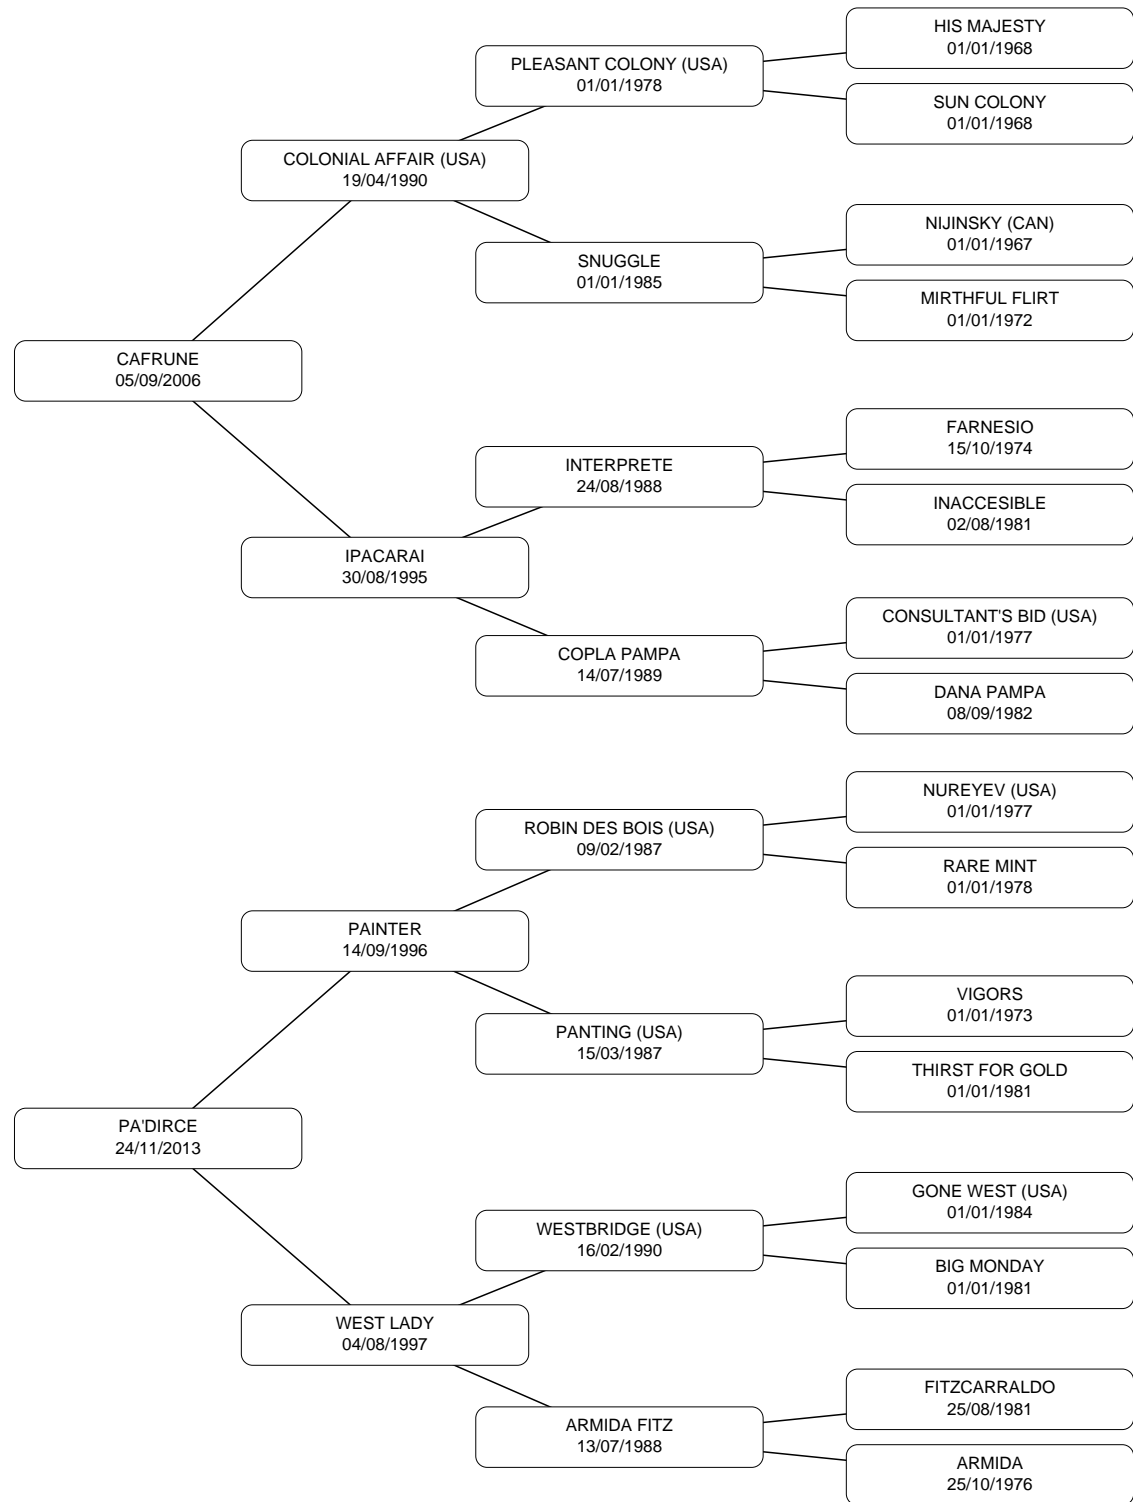 HIS MAJESTY
01/01/1968
PLEASANT COLONY (USA)
01/01/1978
SUN COLONY
01/01/1968
COLONIAL AFFAIR (USA)
19/04/1990
NIJINSKY (CAN)
01/01/1967
SNUGGLE
01/01/1985
MIRTHFUL FLIRT
01/01/1972
CAFRUNE
05/09/2006
FARNESIO
15/10/1974
INTERPRETE
24/08/1988
INACCESIBLE
02/08/1981
IPACARAI
30/08/1995
CONSULTANT'S BID (USA)
01/01/1977
COPLA PAMPA
14/07/1989
DANA PAMPA
08/09/1982
NUREYEV (USA)
01/01/1977
ROBIN DES BOIS (USA)
09/02/1987
RARE MINT
01/01/1978
PAINTER
14/09/1996
VIGORS
01/01/1973
PANTING (USA)
15/03/1987
THIRST FOR GOLD
01/01/1981
PA'DIRCE
24/11/2013
GONE WEST (USA)
01/01/1984
WESTBRIDGE (USA)
16/02/1990
BIG MONDAY
01/01/1981
WEST LADY
04/08/1997
FITZCARRALDO
25/08/1981
ARMIDA FITZ
13/07/1988
ARMIDA
25/10/1976